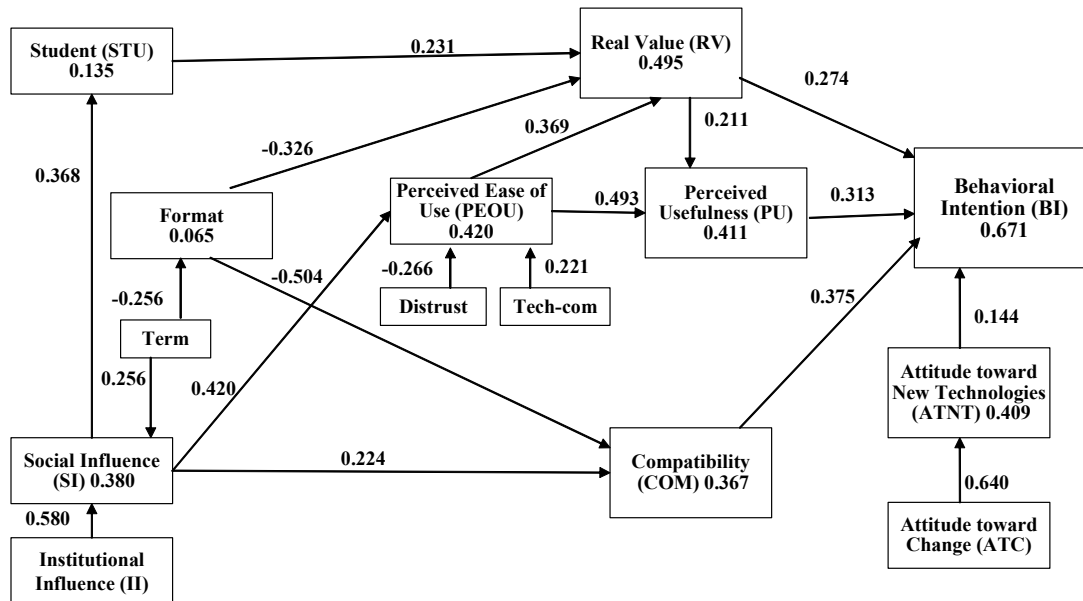 Student (STU)
0.135
0.231
Real Value (RV)
0.495
0.274
0.369
0.211
-0.326
0.368
Format
0.065
Perceived Ease of
Use (PEOU)
0.420
0.493
Perceived
Usefulness (PU)
0.411
0.313
Behavioral
Intention (BI)
0.671
-0.256
-0.504
-0.266
0.221
Distrust
Tech-com
0.375
0.144
Term
0.256
0.420
Attitude toward
New Technologies
(ATNT) 0.409
Social Influence
(SI) 0.380
0.224
Compatibility
(COM) 0.367
0.640
0.580
Institutional
Influence (II)
Attitude toward
Change (ATC)